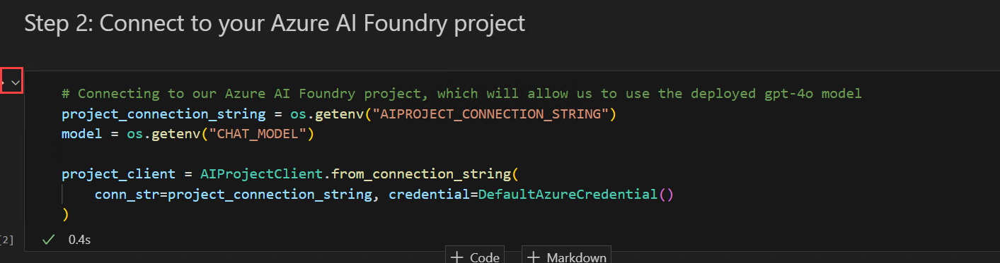 Step 2: Connect to your Azure AI Foundry project
# Connecting to our Azure AI Foundry project, which will allow us to use the deployed gpt-4o model
project_connection_string = os.getenv("AIPROJECT_CONNECTION_STRING")
model = os.getenv("CHAT_MODEL")
project_client = AIProjectClient.from_connection_string(
    conn_str=project_connection_string, credential=DefaultAzureCredential()
)
[2]
0.4s
+ Code
+ Markdown